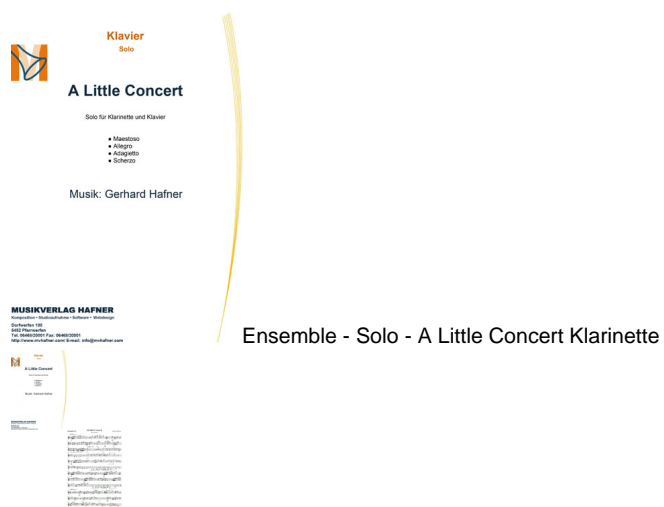 Klavier
Solo
A Little Concert
Solo für Klarinette und Klavier
• Maestoso
• Allegro
• Adagietto
• Scherzo
Musik: Gerhard Hafner
MUSIKVERLAG HAFNER
Komposition • Musikaufnahme • Software • Webdesign
Dorfwerfen 100
5452 Pfarrwerfen
Tel. 06468/20001 Fax: 06468/20001
http://www.mvhafner.com/ E-mail: info@mvhafner.com
Ensemble - Solo - A Little Concert Klarinette
A Little Concert
Musik: Gerhard Hafner